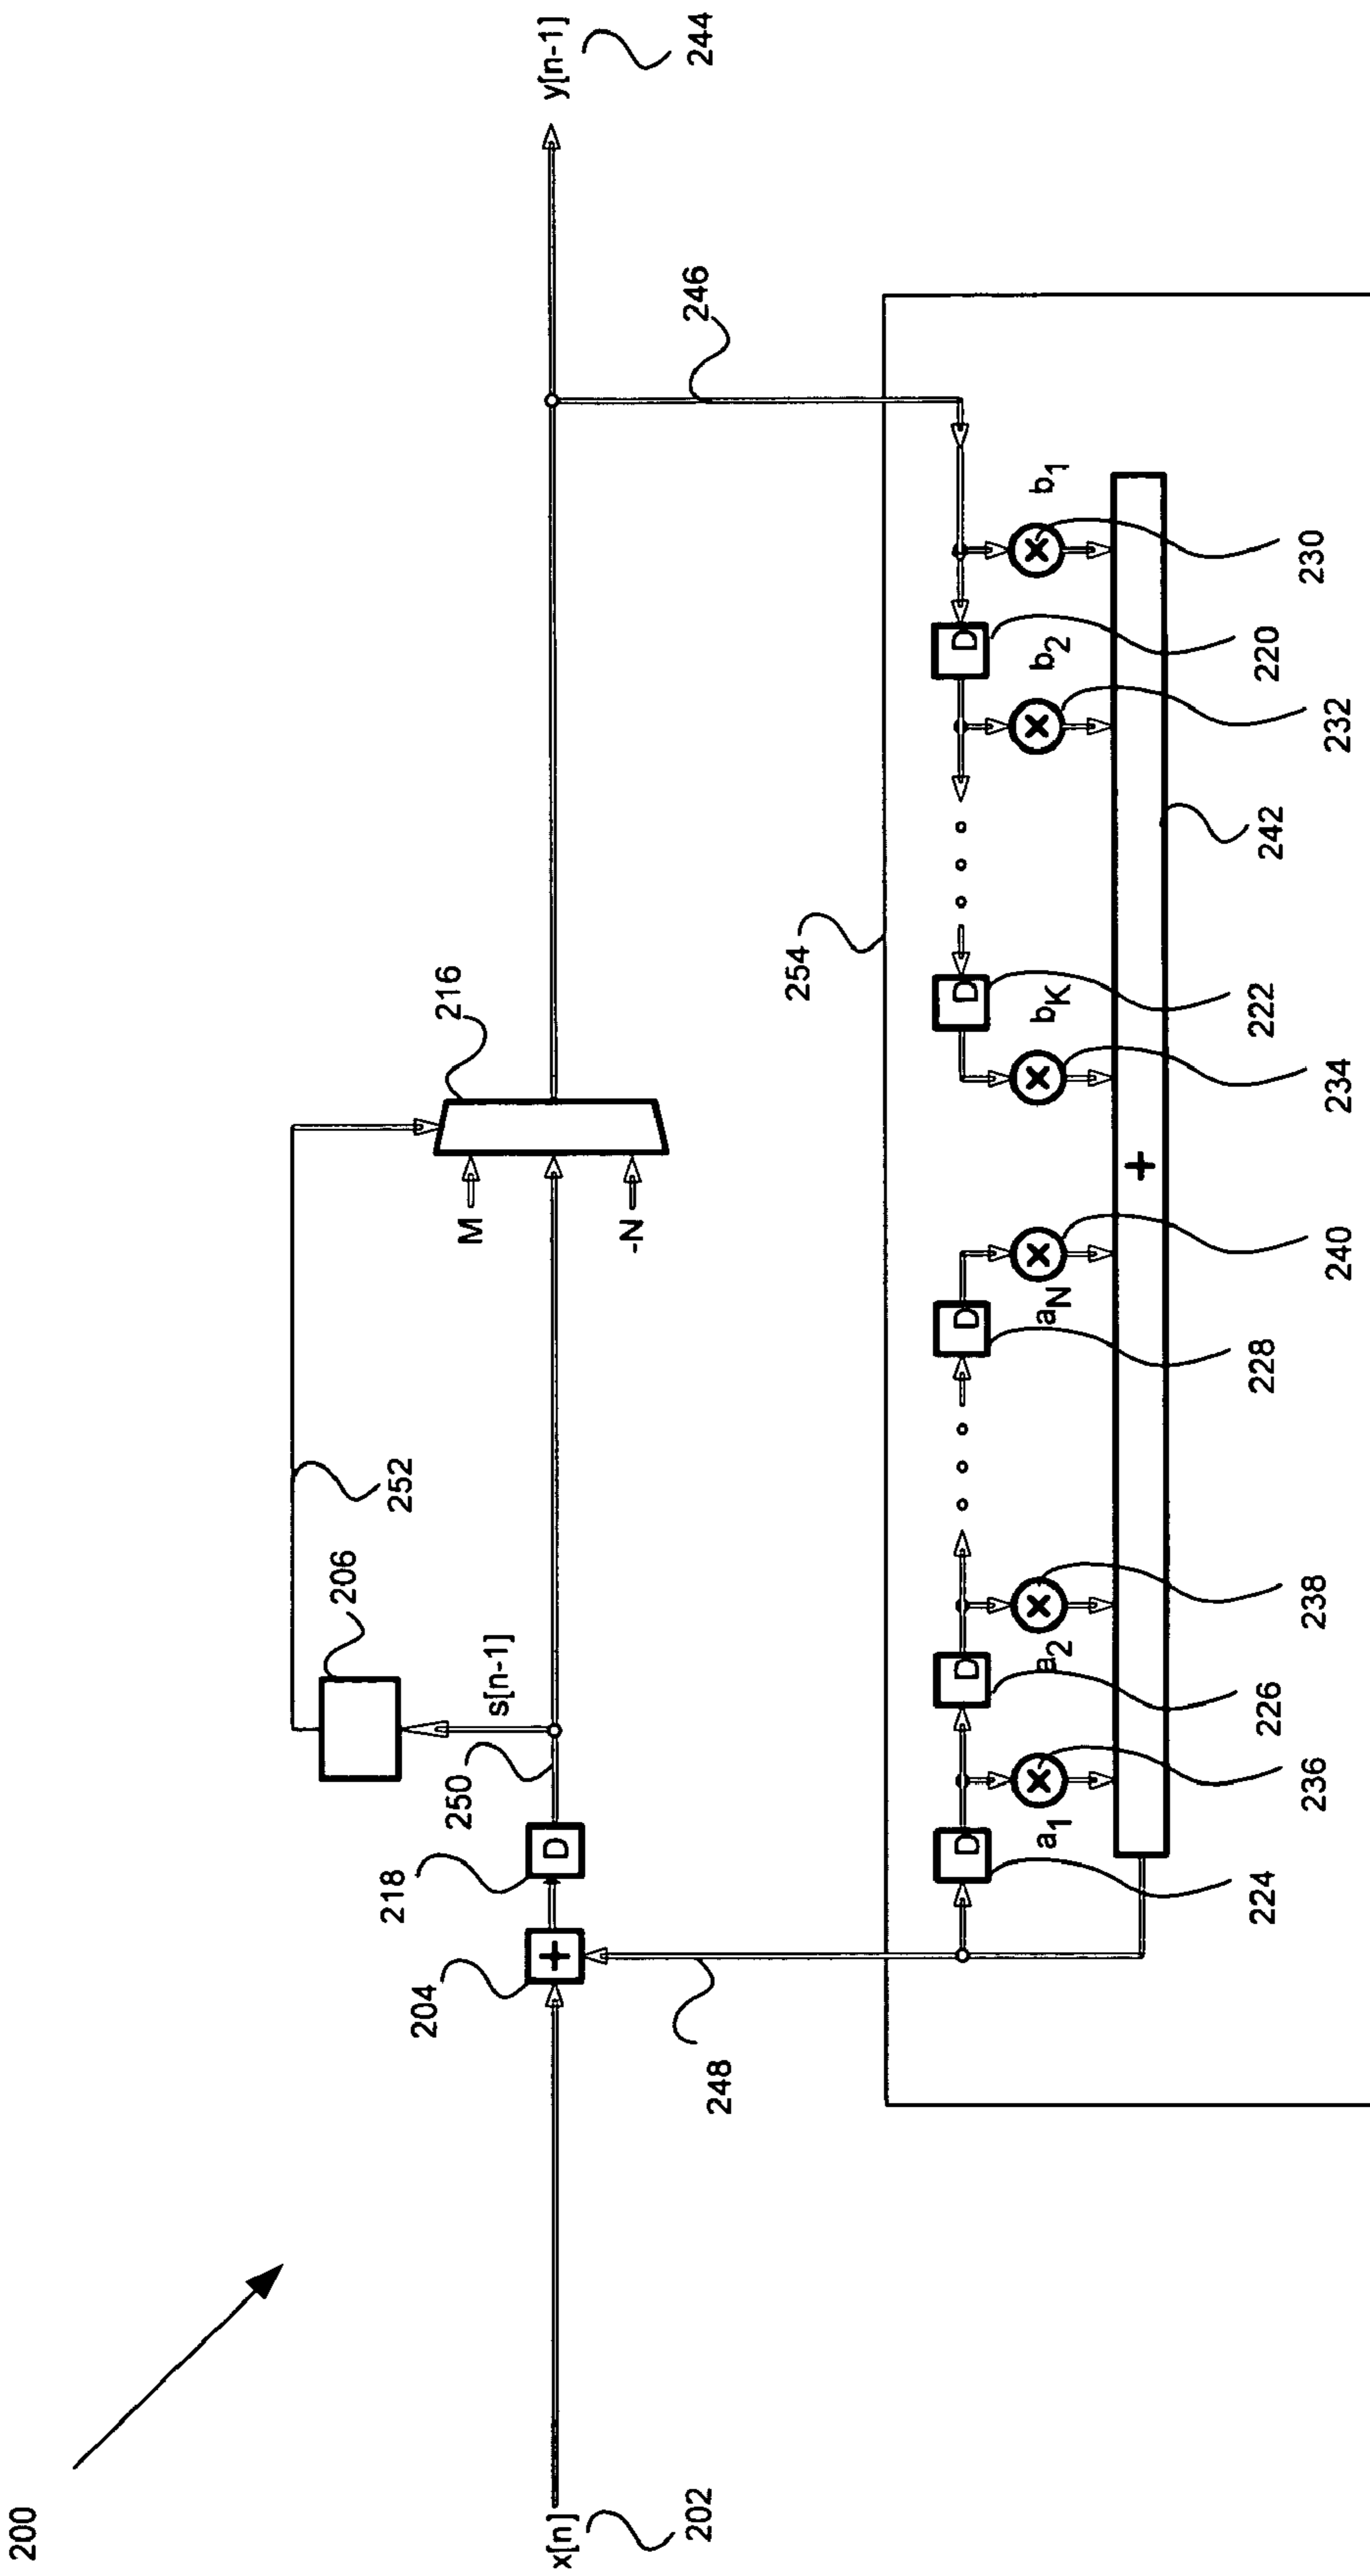 200
x[n]
202
204
+
248
218
D
250
s[n-1]
206
252
M
-N
216
246
y[n-1]
244
254
D
224
a1
×
236
D
226
a2
×
238
D
228
aN
×
240
+
×
234
bK
D
222
242
×
232
b2
D
220
×
230
b1